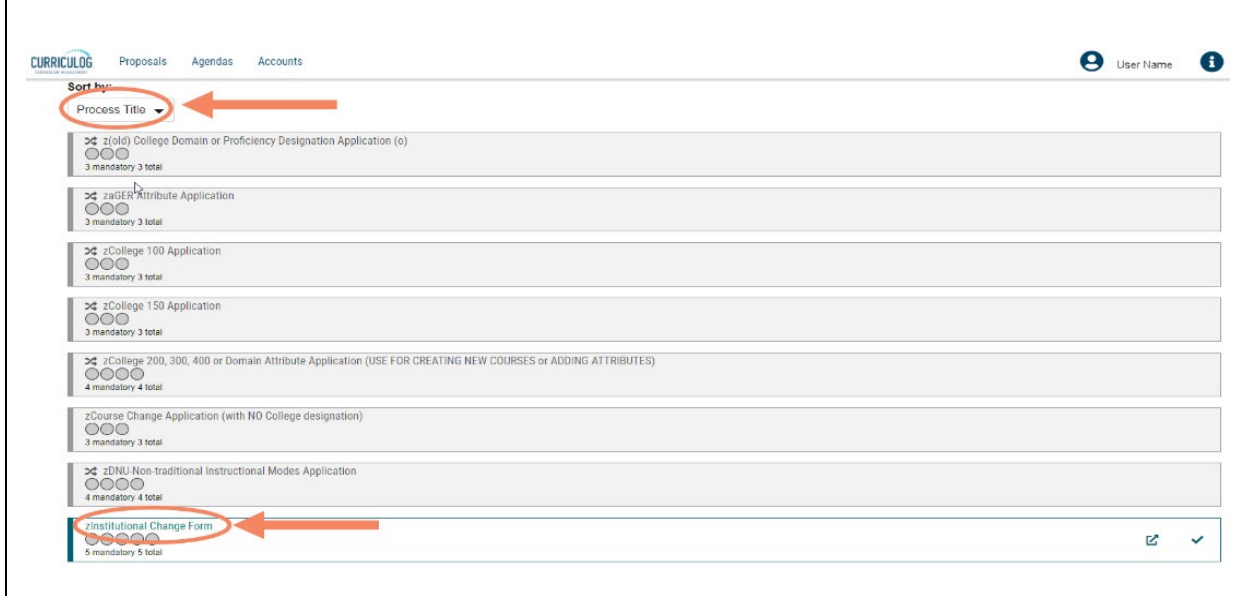 CURRICULOG Proposals Agendas Accounts User Name
Sort by:
Process Title
z(old) College Domain or Proficiency Designation Application (o)
3 mandatory 3 total
zaGER Attribute Application
3 mandatory 3 total
zCollege 100 Application
3 mandatory 3 total
zCollege 150 Application
3 mandatory 3 total
zCollege 200, 300, 400 or Domain Attribute Application (USE FOR CREATING NEW COURSES or ADDING ATTRIBUTES)
4 mandatory 4 total
zCourse Change Application (with NO College designation)
3 mandatory 3 total
zDNU-Non-traditional Instructional Modes Application
4 mandatory 4 total
zInstitutional Change Form
5 mandatory 5 total